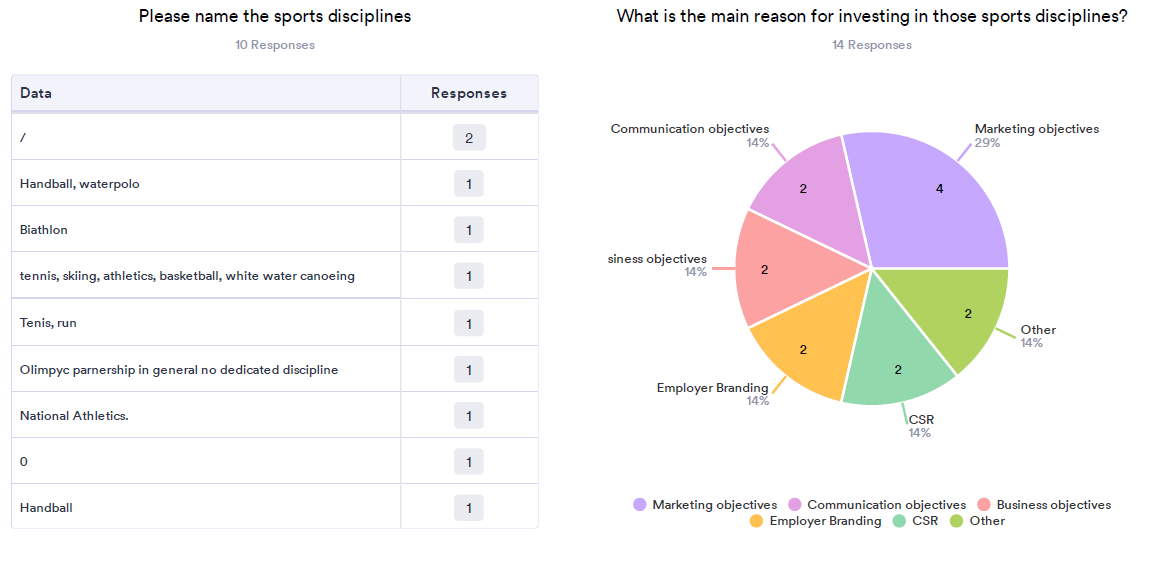 Please name the sports disciplines
10 Responses
Data Responses
/ 2
Handball, waterpolo 1
Biathlon 1
tennis, skiing, athletics, basketball, white water canoeing 1
Tenis, run 1
Olimpyc parnership in general no dedicated discipline 1
National Athletics. 1
0 1
Handball 1
What is the main reason for investing in those sports disciplines?
14 Responses
Communication objectives
14%
Marketing objectives
29%
4
2
siness objectives
14%
2
2
Other
14%
2
Employer Branding
14%
2
CSR
14%
Marketing objectives Communication objectives Business objectives
Employer Branding CSR Other